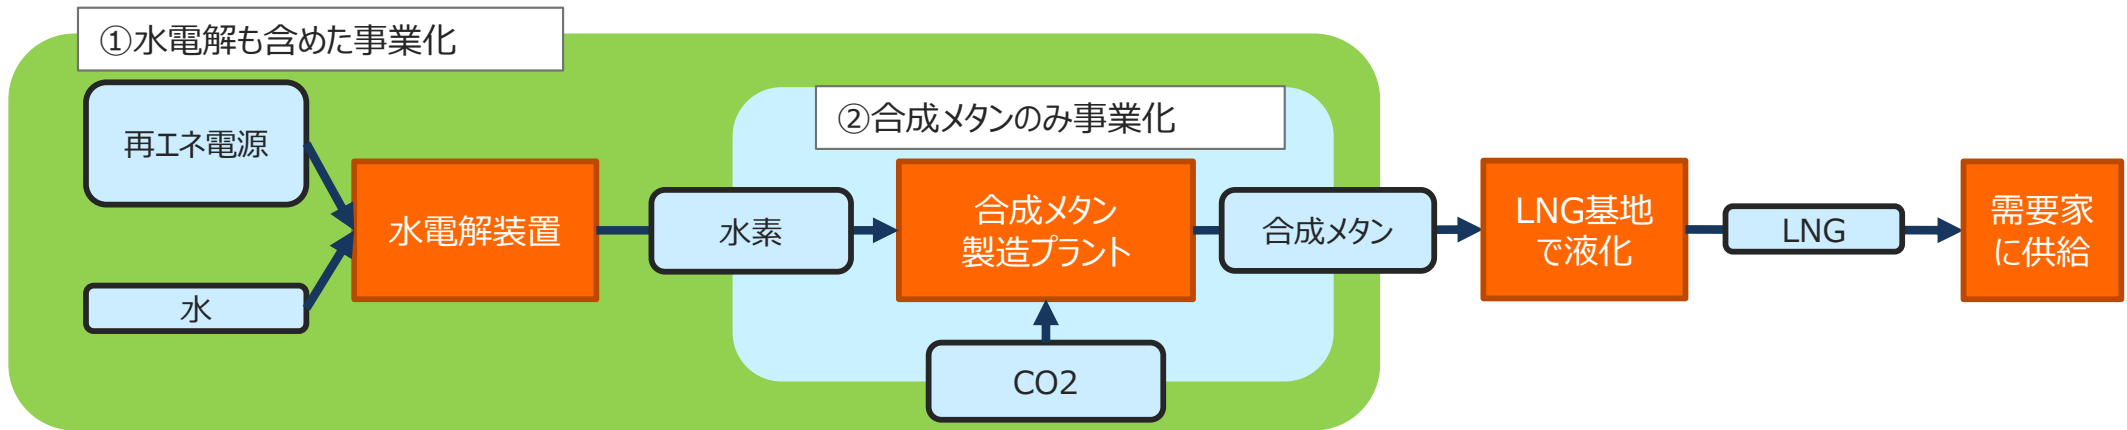 ①水電解も含めた事業化
②合成メタンのみ事業化
再エネ電源
水
水電解装置
水素
合成メタン
製造プラント
CO2
合成メタン
LNG基地
で液化
LNG
需要家
に供給